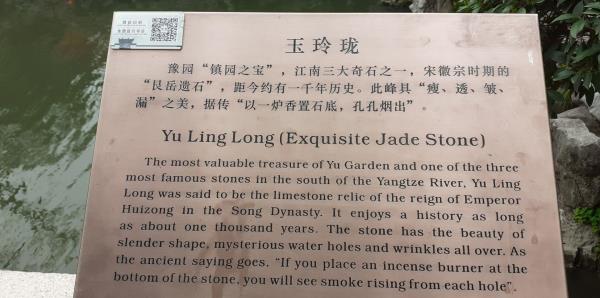 玉玲珑
豫园“镇园之宝”，江南三大奇石之一，宋徽宗时期的
“艮岳遗石”，距今约有一千年历史。此峰具“瘦、透、皱、
漏”之美，据传“以一炉香置石底，孔孔烟出”。
Yu Ling Long (Exquisite Jade Stone)
The most valuable treasure of Yu Garden and one of the three
most famous stones in the south of the Yangtze River, Yu Ling
Long was said to be the limestone relic of the reign of Emperor
Huizong in the Song Dynasty. It enjoys a history as long
as about one thousand years. The stone has the beauty of
slender shape, mysterious water holes and wrinkles all over. As
the ancient saying goes. “If you place an incense burner at the
bottom of the stone, you will see smoke rising from each hole”.